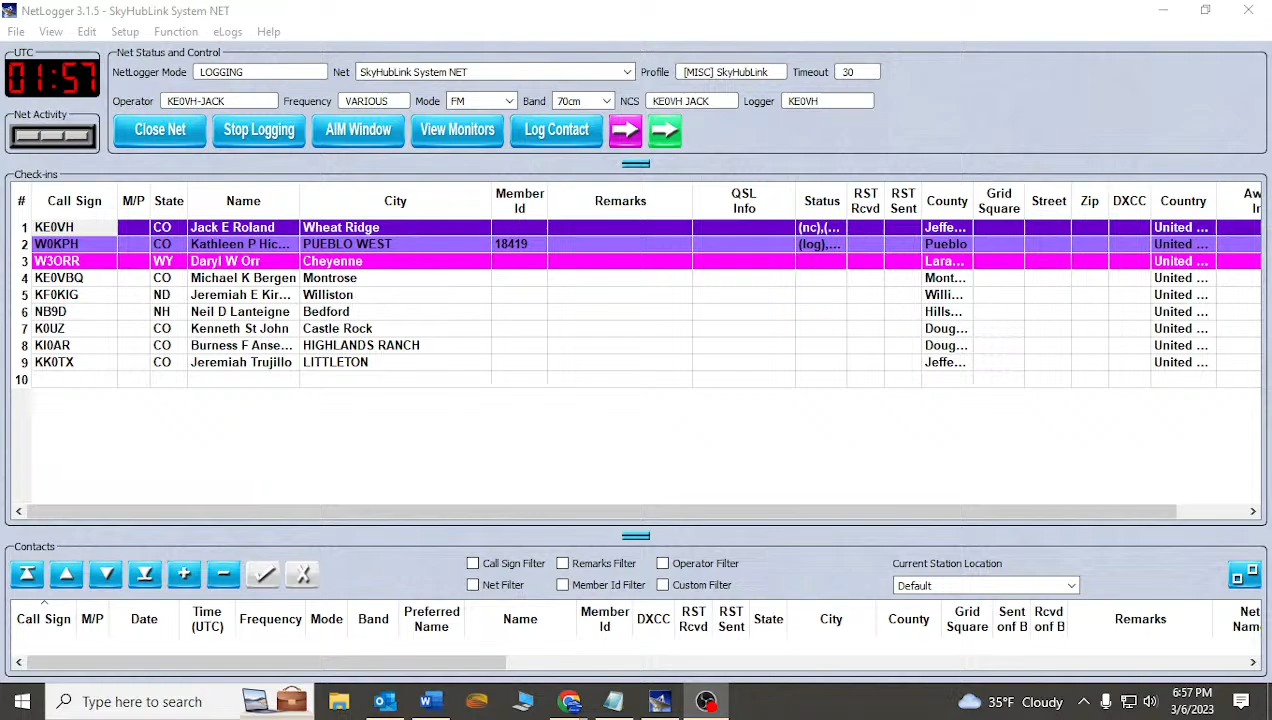 NetLogger 3.1.5 - SkyHubLink System NET
File View Edit Setup Function eLogs Help
UTC
01:57
Net Activity
Net Status and Control
NetLogger Mode LOGGING Net SkyHubLink System NET Profile [MISC] SkyHubLink Timeout 30
Operator KE0VH-JACK Frequency VARIOUS Mode FM Band 70cm NCS KE0VH JACK Logger KE0VH
Close Net Stop Logging AIM Window View Monitors Log Contact
Check-ins
# Call Sign M/P State Name City Member Id Remarks QSL Info Status RST Rcvd RST Sent County Grid Square Street Zip DXCC Country Aw In
1 KE0VH CO Jack E Roland Wheat Ridge (nc),(... Jeffe... United ...
2 W0KPH CO Kathleen P Hic... PUEBLO WEST 18419 (log),... Pueblo United ...
3 W3ORR WY Daryl W Orr Cheyenne Lara... United ...
4 KE0VBQ CO Michael K Bergen Montrose Mont... United ...
5 KF0KIG ND Jeremiah E Kir... Williston Willi... United ...
6 NB9D NH Neil D Lanteigne Bedford Hills... United ...
7 K0UZ CO Kenneth St John Castle Rock Doug... United ...
8 KI0AR CO Burness F Anse... HIGHLANDS RANCH Doug... United ...
9 KK0TX CO Jeremiah Trujillo LITTLETON Jeffe... United ...
10
Contacts
Call Sign Filter Remarks Filter Operator Filter
Net Filter Member Id Filter Custom Filter
Current Station Location
Default
Call Sign M/P Date Time (UTC) Frequency Mode Band Preferred Name Name Member Id DXCC RST Rcvd RST Sent State City County Grid Square Sent onf B Rcvd onf B Remarks Net Name
Type here to search
35°F Cloudy
6:57 PM
3/6/2023